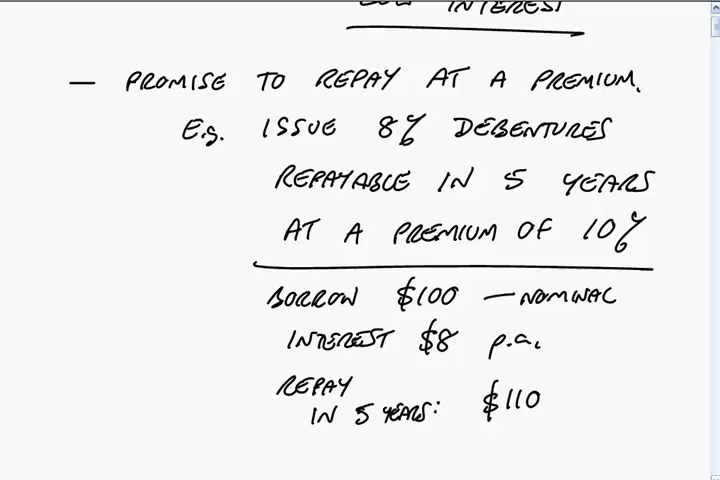 INTEREST
— PROMISE TO REPAY AT A PREMIUM.
E.g. ISSUE 8% DEBENTURES
REPAYABLE IN 5 YEARS
AT A PREMIUM OF 10%
BORROW $100 — NOMINAL
INTEREST $8 p.a.
REPAY
IN 5 YEARS: $110